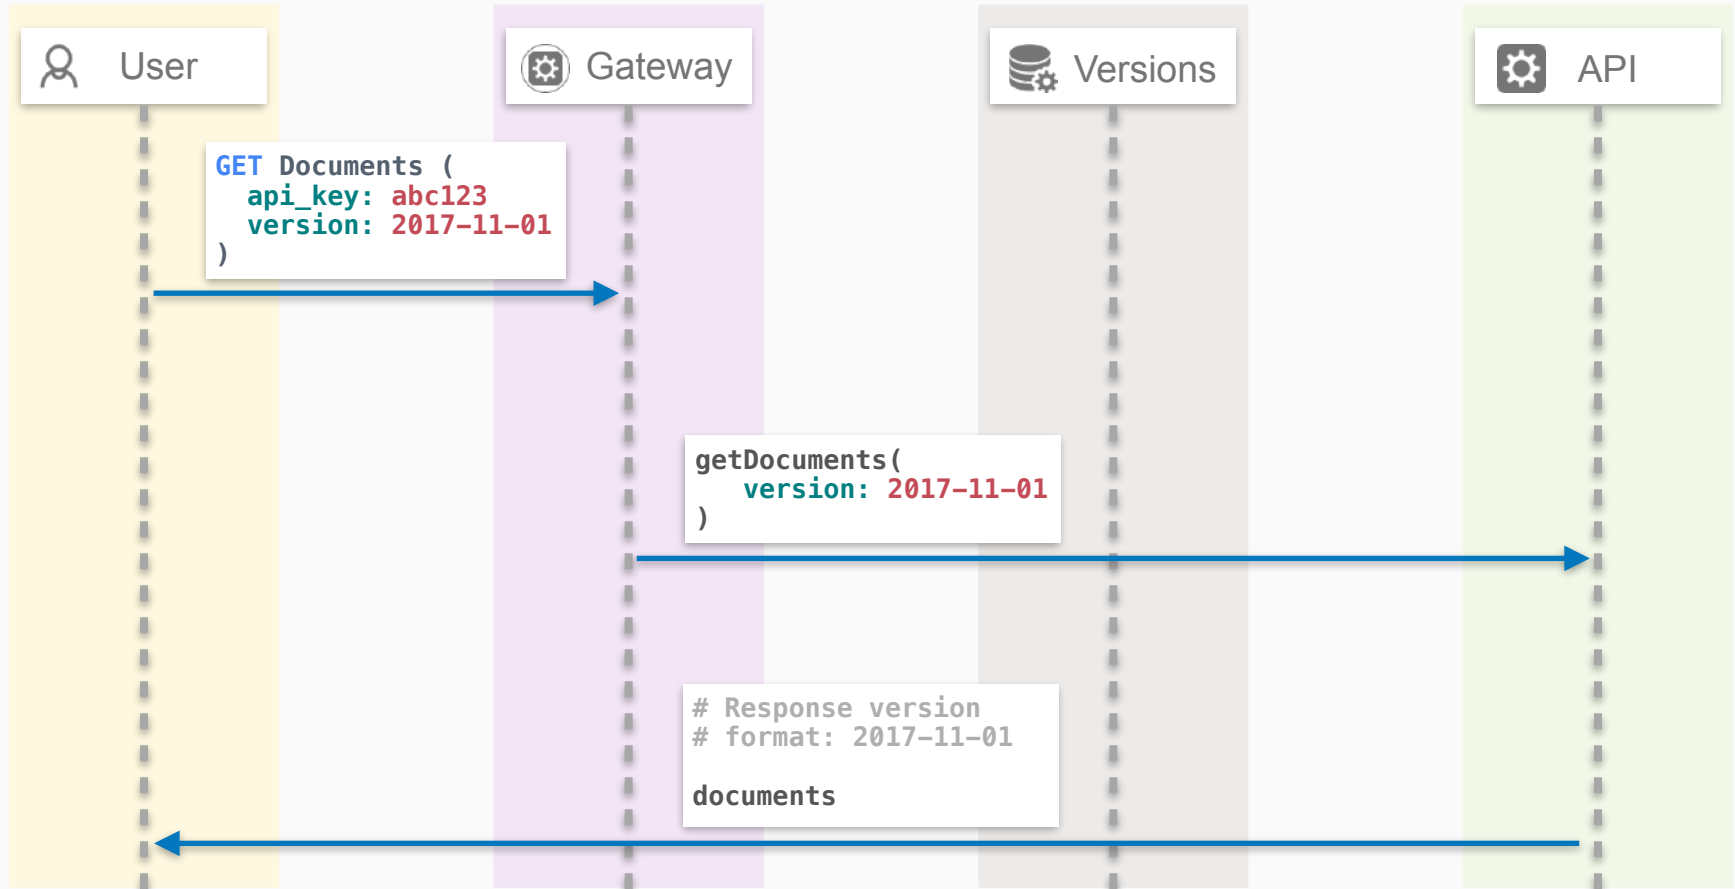 User
Gateway
Versions
API
GET Documents (
  api_key: abc123
  version: 2017-11-01
)
getDocuments(
   version: 2017-11-01
)
# Response version
# format: 2017-11-01
documents